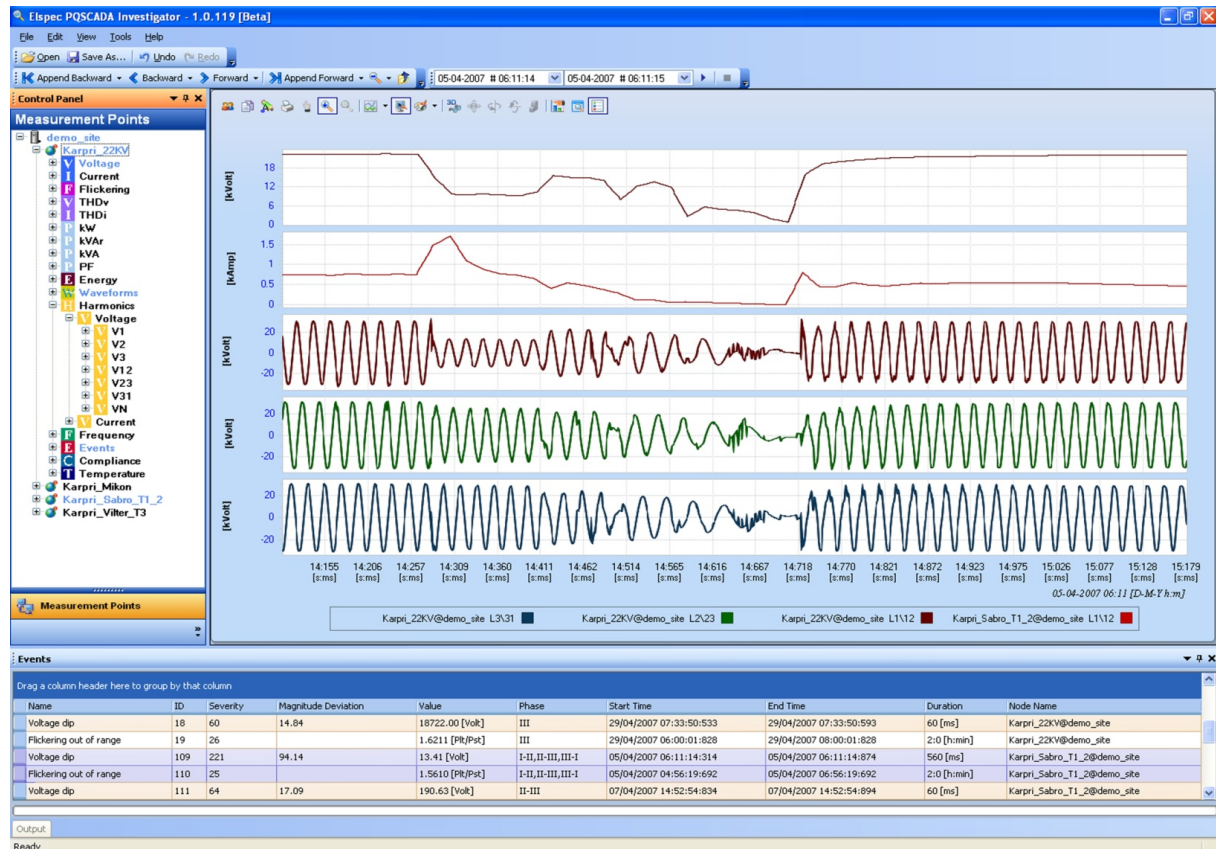 Elspec PQSCADA Investigator - 1.0.119 [Beta]
File Edit View Tools Help
Open Save As... Undo Redo
Append Backward Backward Forward Append Forward 05-04-2007 # 06:11:14 05-04-2007 # 06:11:15
Control Panel
Measurement Points
demo_site
Karpri_22KV
V Voltage
I Current
F Flickering
V THDv
I THDi
P kW
P kVAr
P kVA
P PF
E Energy
W Waveforms
H Harmonics
V Voltage
V V1
V V2
V V3
V V12
V V23
V V31
V VN
V Current
F Frequency
E Events
C Compliance
T Temperature
Karpri_Mikon
Karpri_Sabro_T1_2
Karpri_Vilter_T3
Measurement Points
3D
[kVolt]
18
12
6
0
[kAmp]
1.5
1
0.5
0
[kVolt]
20
0
-20
[kVolt]
20
0
-20
[kVolt]
20
0
-20
14:155 14:206 14:257 14:309 14:360 14:411 14:462 14:514 14:565 14:616 14:667 14:718 14:770 14:821 14:872 14:923 14:975 15:026 15:077 15:128 15:179
[s:ms] [s:ms] [s:ms] [s:ms] [s:ms] [s:ms] [s:ms] [s:ms] [s:ms] [s:ms] [s:ms] [s:ms] [s:ms] [s:ms] [s:ms] [s:ms] [s:ms] [s:ms] [s:ms] [s:ms] [s:ms]
05-04-2007 06:11 [D-M-Y h:m]
Karpri_22KV@demo_site L3\31 Karpri_22KV@demo_site L2\23 Karpri_22KV@demo_site L1\12 Karpri_Sabro_T1_2@demo_site L1\12
Events
Drag a column header here to group by that column
Name ID Severity Magnitude Deviation Value Phase Start Time End Time Duration Node Name
Voltage dip 18 60 14.84 18722.00 [Volt] III 29/04/2007 07:33:50:533 29/04/2007 07:33:50:593 60 [ms] Karpri_22KV@demo_site
Flickering out of range 19 26 1.6211 [Plt/Pst] III 29/04/2007 06:00:01:828 29/04/2007 08:00:01:828 2:0 [h:min] Karpri_22KV@demo_site
Voltage dip 109 221 94.14 13.41 [Volt] I-II,II-III,III-I 05/04/2007 06:11:14:314 05/04/2007 06:11:14:874 560 [ms] Karpri_Sabro_T1_2@demo_site
Flickering out of range 110 25 1.5610 [Plt/Pst] I-II,II-III,III-I 05/04/2007 04:56:19:692 05/04/2007 06:56:19:692 2:0 [h:min] Karpri_Sabro_T1_2@demo_site
Voltage dip 111 64 17.09 190.63 [Volt] II-III 07/04/2007 14:52:54:834 07/04/2007 14:52:54:894 60 [ms] Karpri_Sabro_T1_2@demo_site
Output
Ready